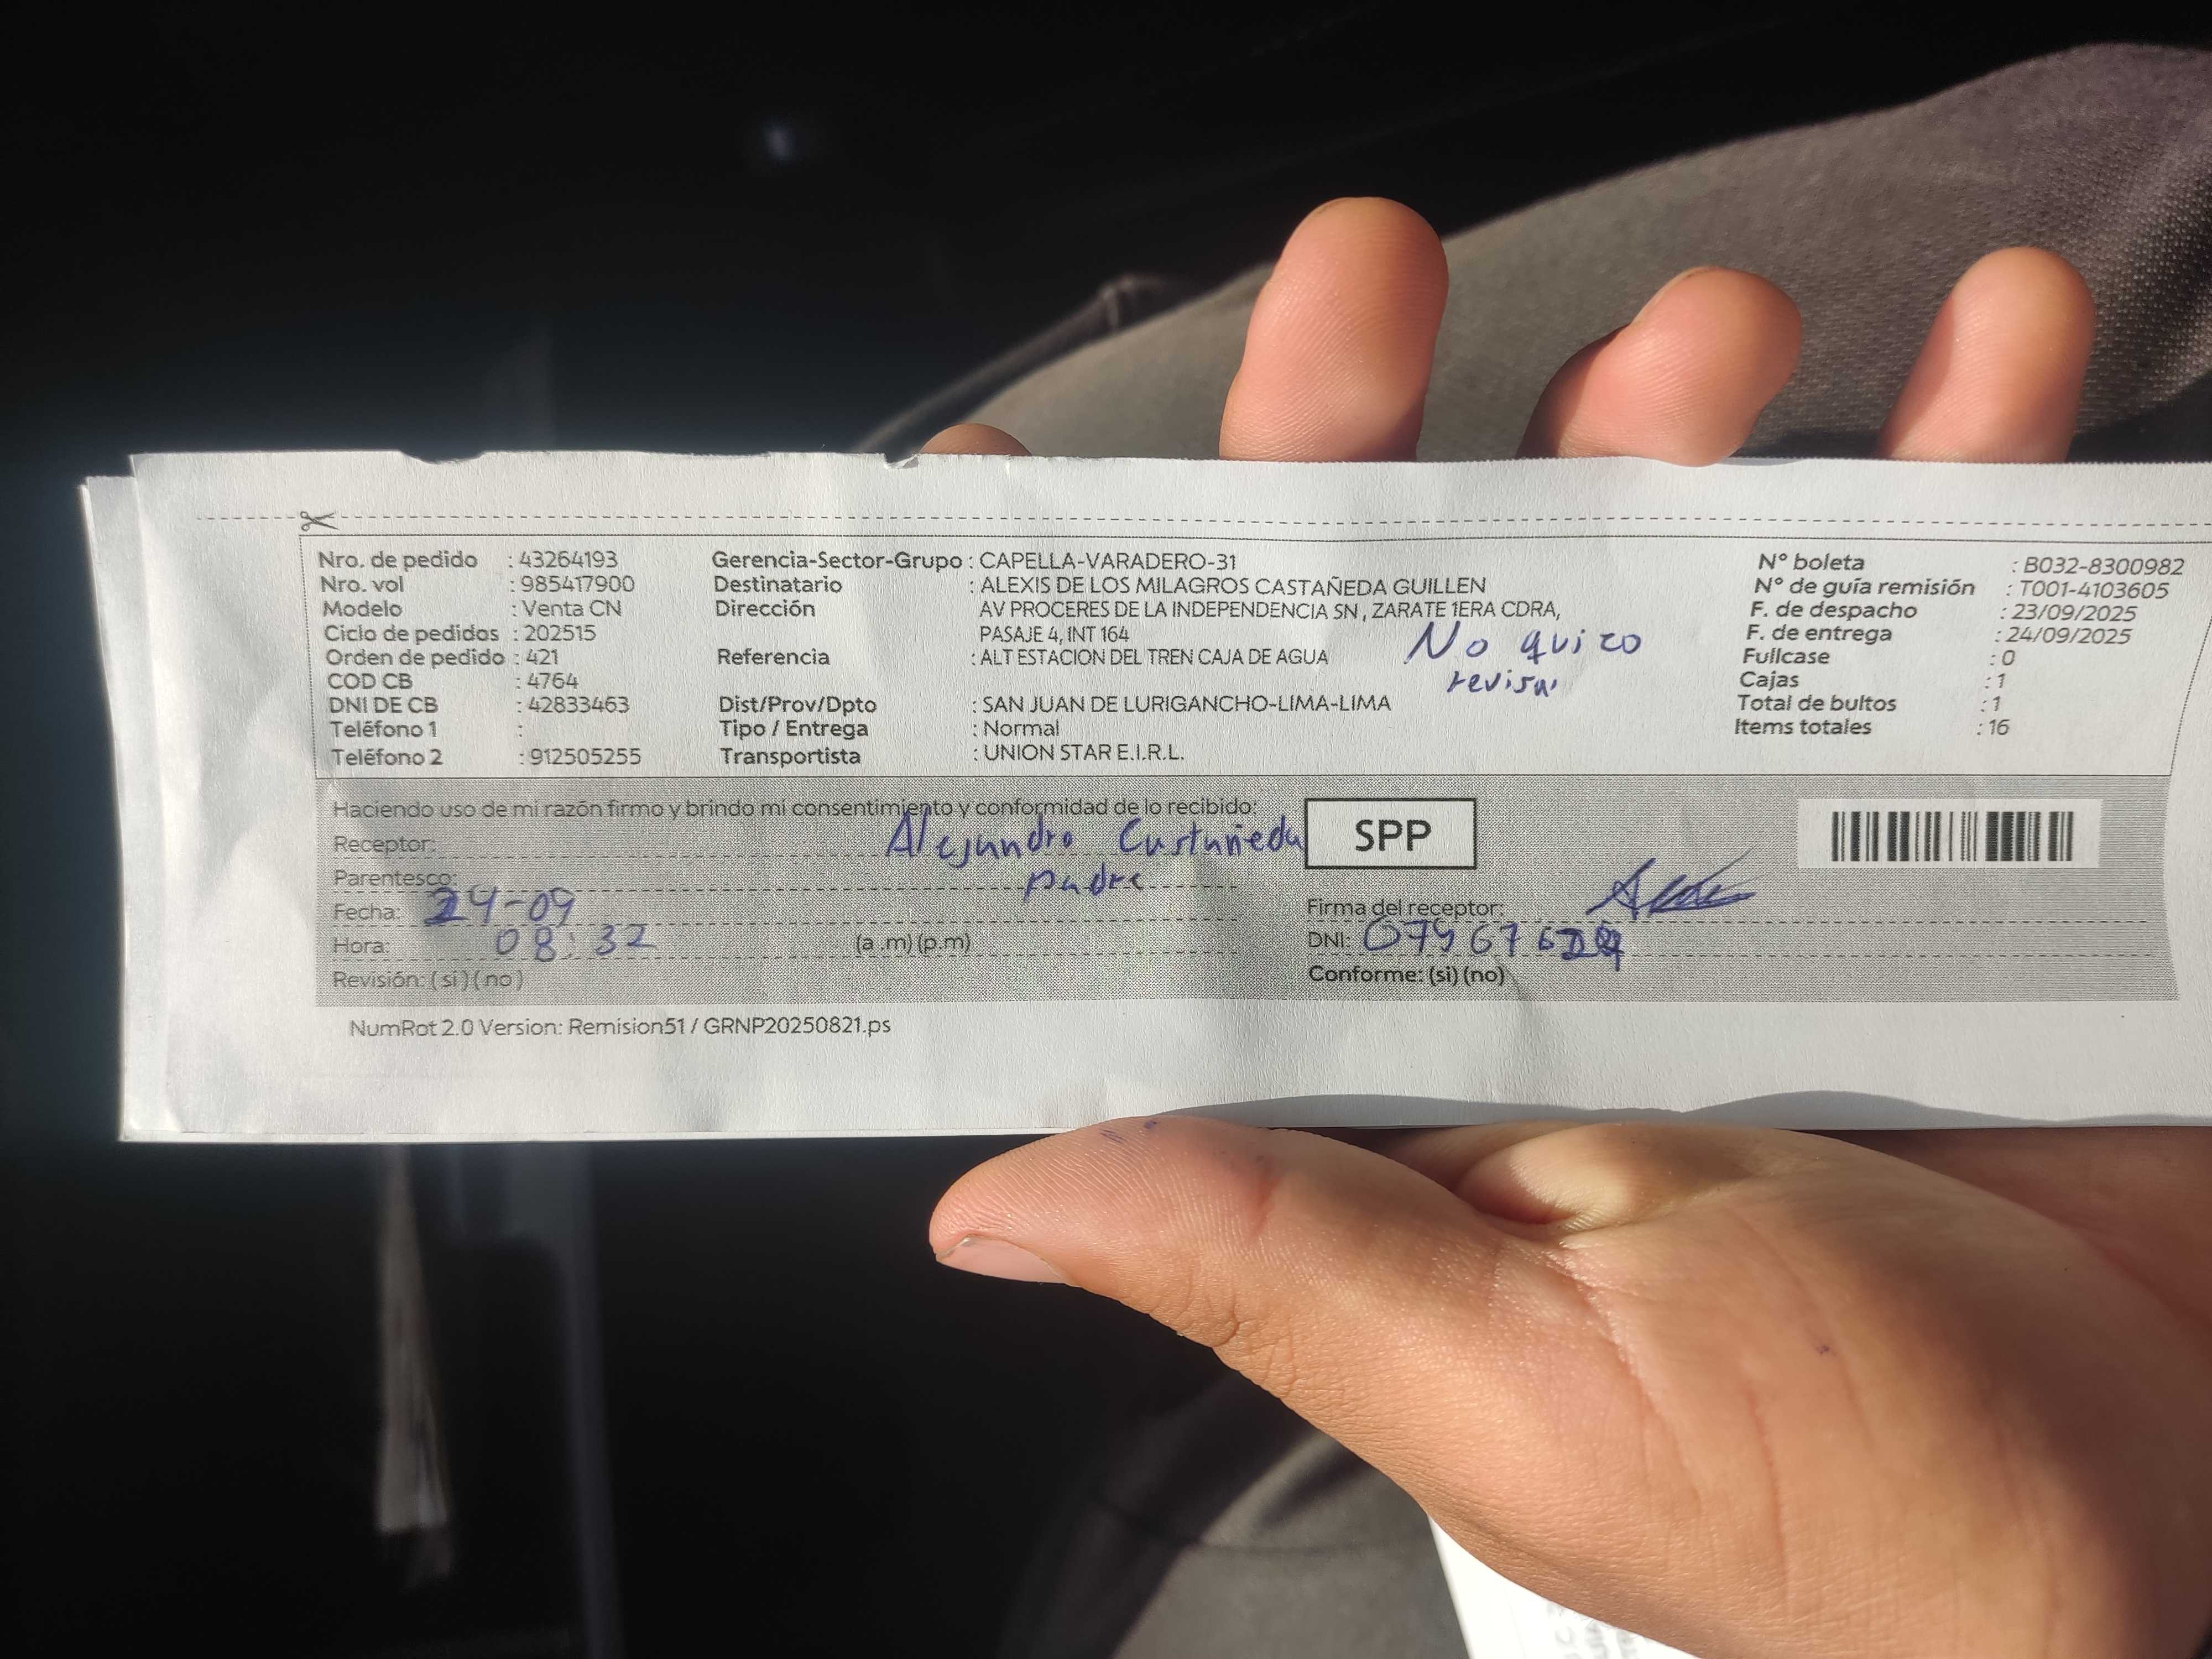 Nro. de pedido : 43264193 Gerencia-Sector-Grupo : CAPELLA-VARADERO-31 N° boleta : B032-8300982
Nro. vol : 985417900 Destinatario : ALEXIS DE LOS MILAGROS CASTAÑEDA GUILLEN N° de guía remisión : T001-4103605
Modelo : Venta CN Dirección AV PROCERES DE LA INDEPENDENCIA SN , ZARATE 1ERA CDRA, F. de despacho : 23/09/2025
Ciclo de pedidos : 202515 PASAJE 4, INT 164 F. de entrega : 24/09/2025
No quizo
Orden de pedido : 421 Referencia : ALT ESTACION DEL TREN CAJA DE AGUA Fullcase : 0
revisar
COD CB : 4764 Cajas : 1
DNI DE CB : 42833463 Dist/Prov/Dpto : SAN JUAN DE LURIGANCHO-LIMA-LIMA Total de bultos : 1
Teléfono 1 : Tipo / Entrega : Normal Items totales : 16
Teléfono 2 : 912505255 Transportista : UNION STAR E.I.R.L.
Haciendo uso de mi razón firmo y brindo mi consentimiento y conformidad de lo recibido:
SPP
Receptor: Alejandro Castañeda
Parentesco: padre
Fecha: 24-09 Firma del receptor:
Hora: 08:32 (a .m) (p.m) DNI:
Revisión: ( si ) ( no ) Conforme: (si) (no)
NumRot 2.0 Version: Remision51 / GRNP20250821.ps